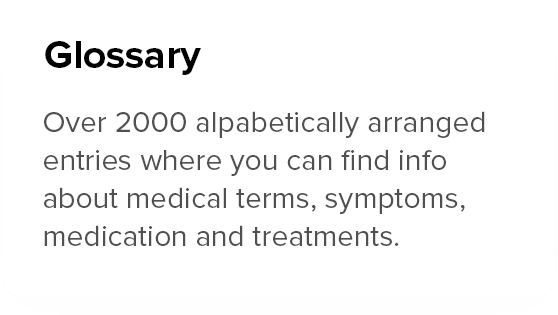 Glossary
Over 2000 alpabetically arranged
entries where you can find info
about medical terms, symptoms,
medication and treatments.